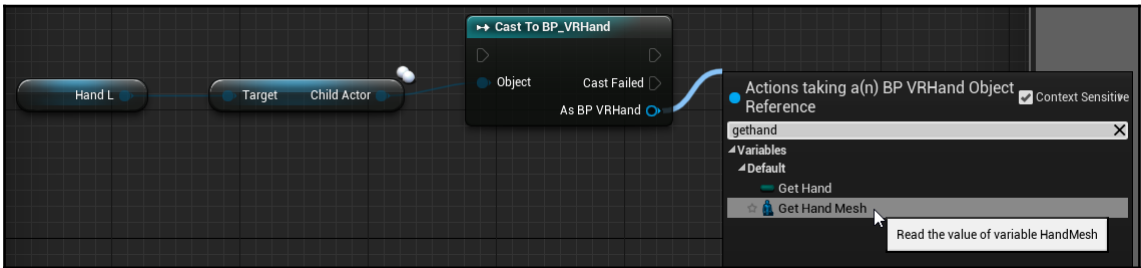 Cast To BP_VRHand
Hand L
Target
Child Actor
Object
Cast Failed
As BP VRHand
Actions taking a(n) BP VRHand Object
Reference
Context Sensitive
gethand
Variables
Default
Get Hand
Get Hand Mesh
Read the value of variable HandMesh